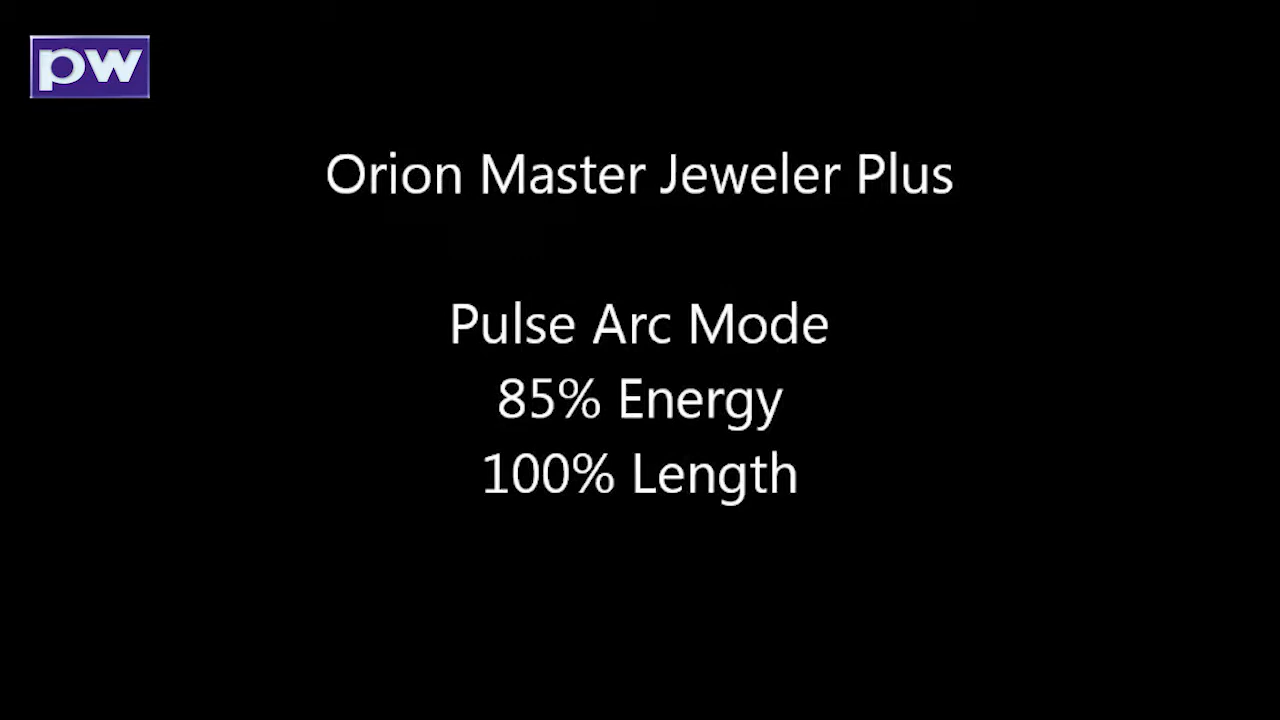 pw
Orion Master Jeweler Plus
Pulse Arc Mode
85% Energy
100% Length